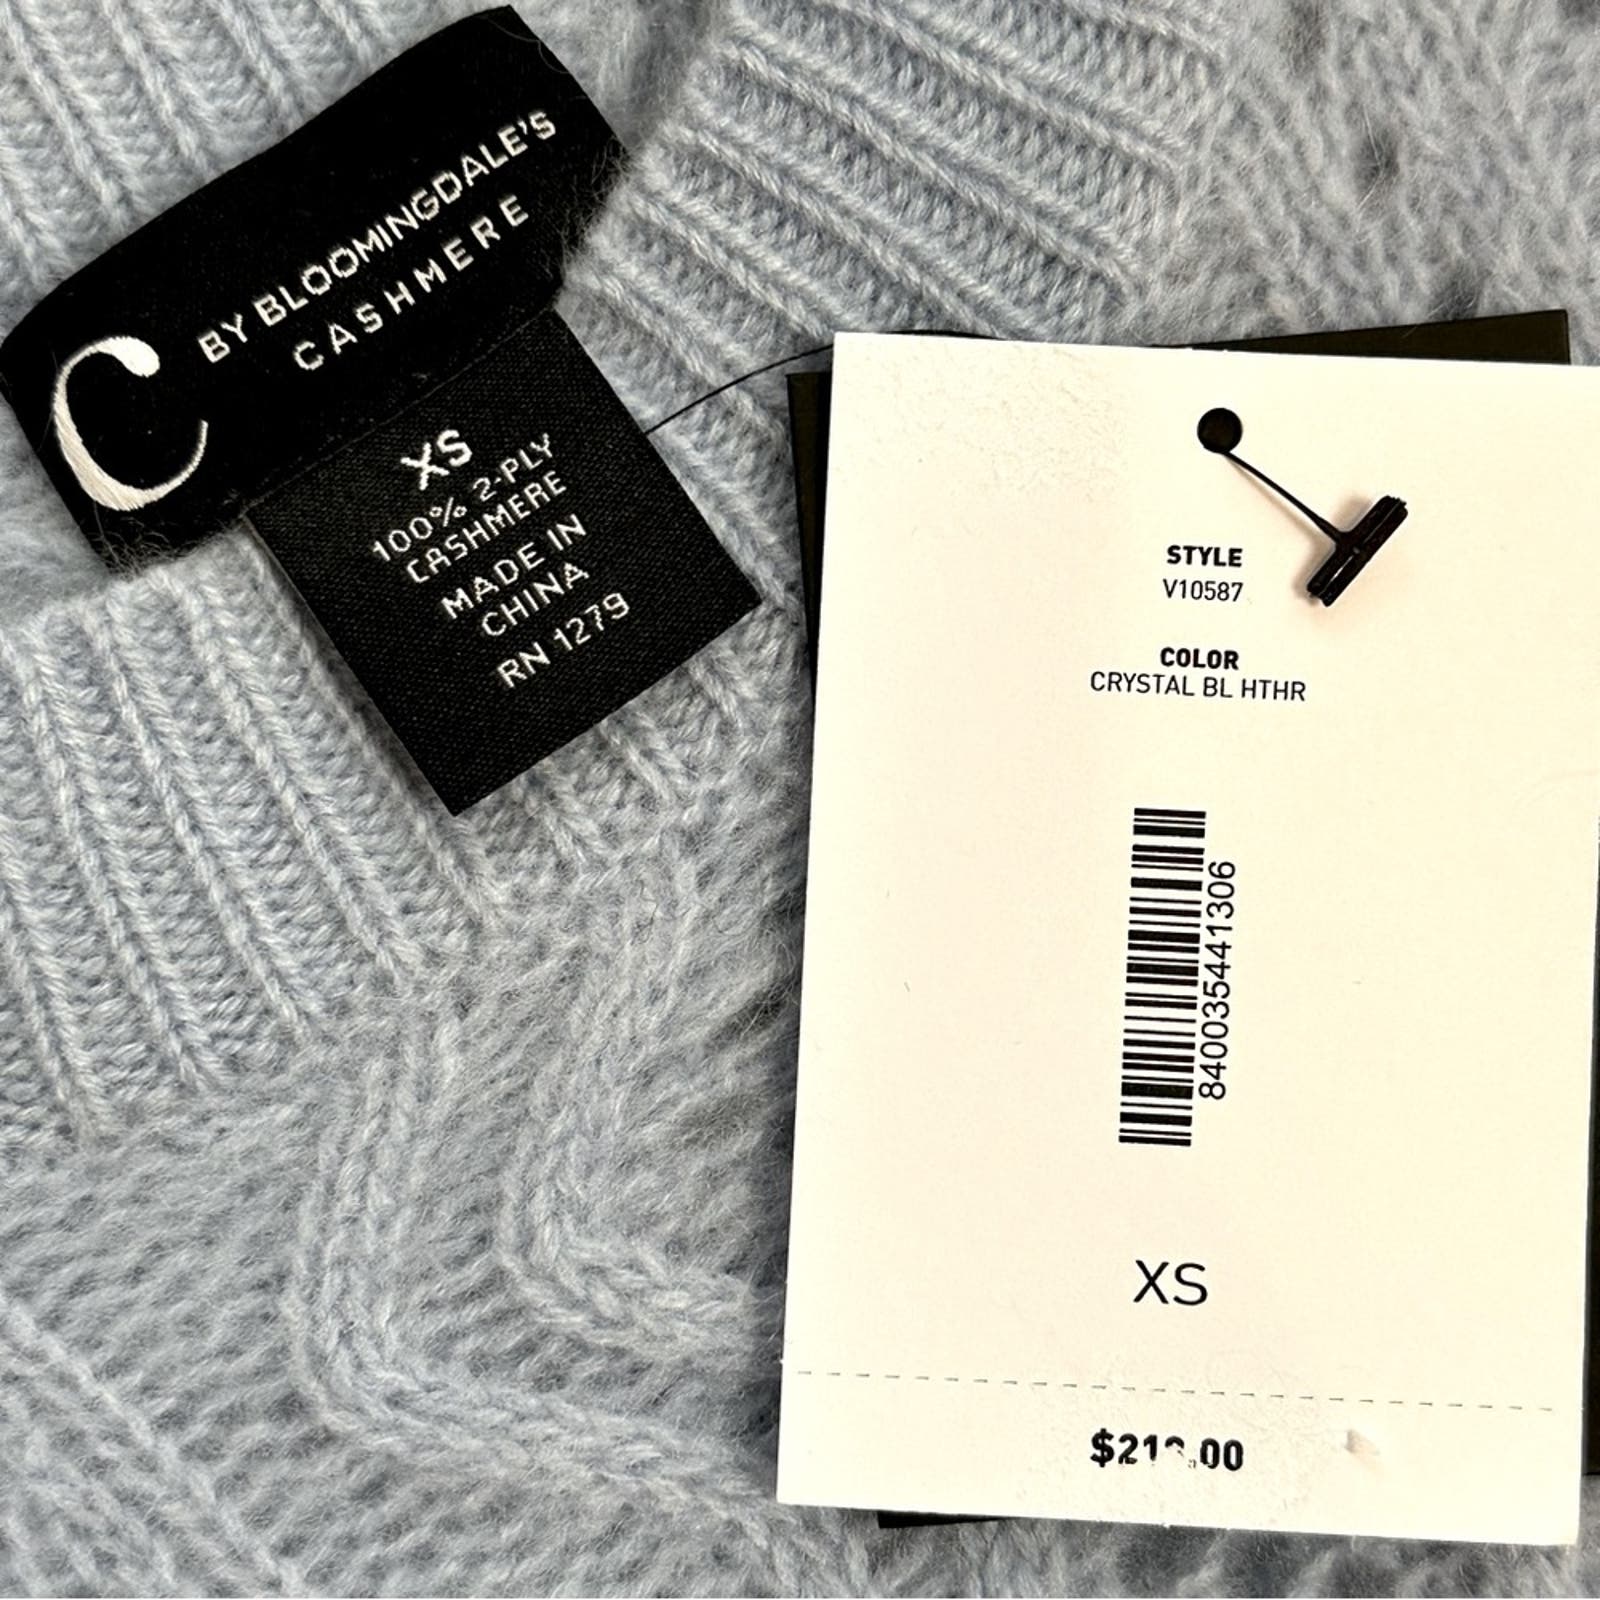 C BY BLOOMINGDALE'S
CASHMERE
XS
100% 2-PLY
CASHMERE
MADE IN
CHINA
RN 1279
STYLE
V10587
COLOR
CRYSTAL BL HTHR
840035441306
XS